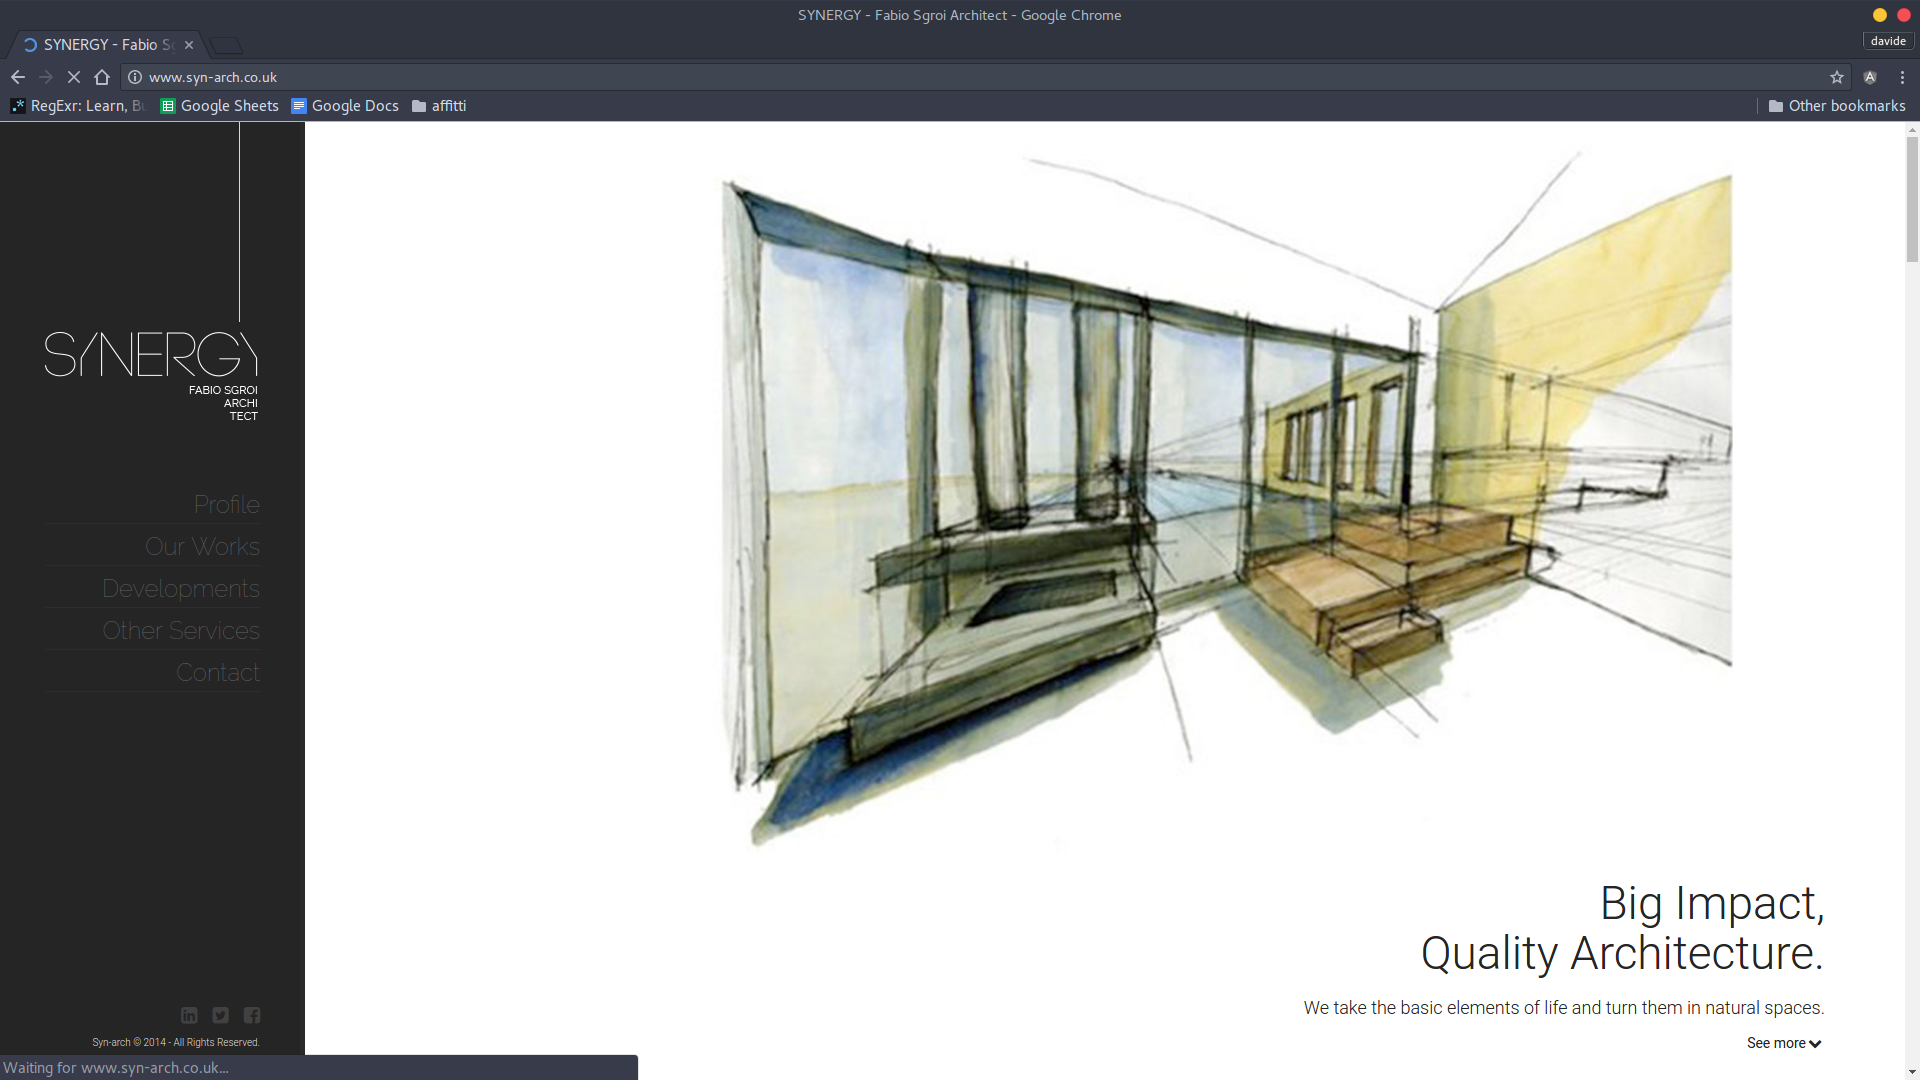 SYNERGY - Fabio Sgroi Architect - Google Chrome
SYNERGY - Fabio
davide
www.syn-arch.co.uk
RegExr: Learn,
Google Sheets
Google Docs
affitti
Other bookmarks
SYNERGY
FABIO SGROI
ARCHI
TECT
Profile
Our Works
Developments
Other Services
Contact
Big Impact,
Quality Architecture.
We take the basic elements of life and turn them in natural spaces.
See more
Syn-arch © 2014 - All Rights Reserved.
Waiting for www.syn-arch.co.uk...